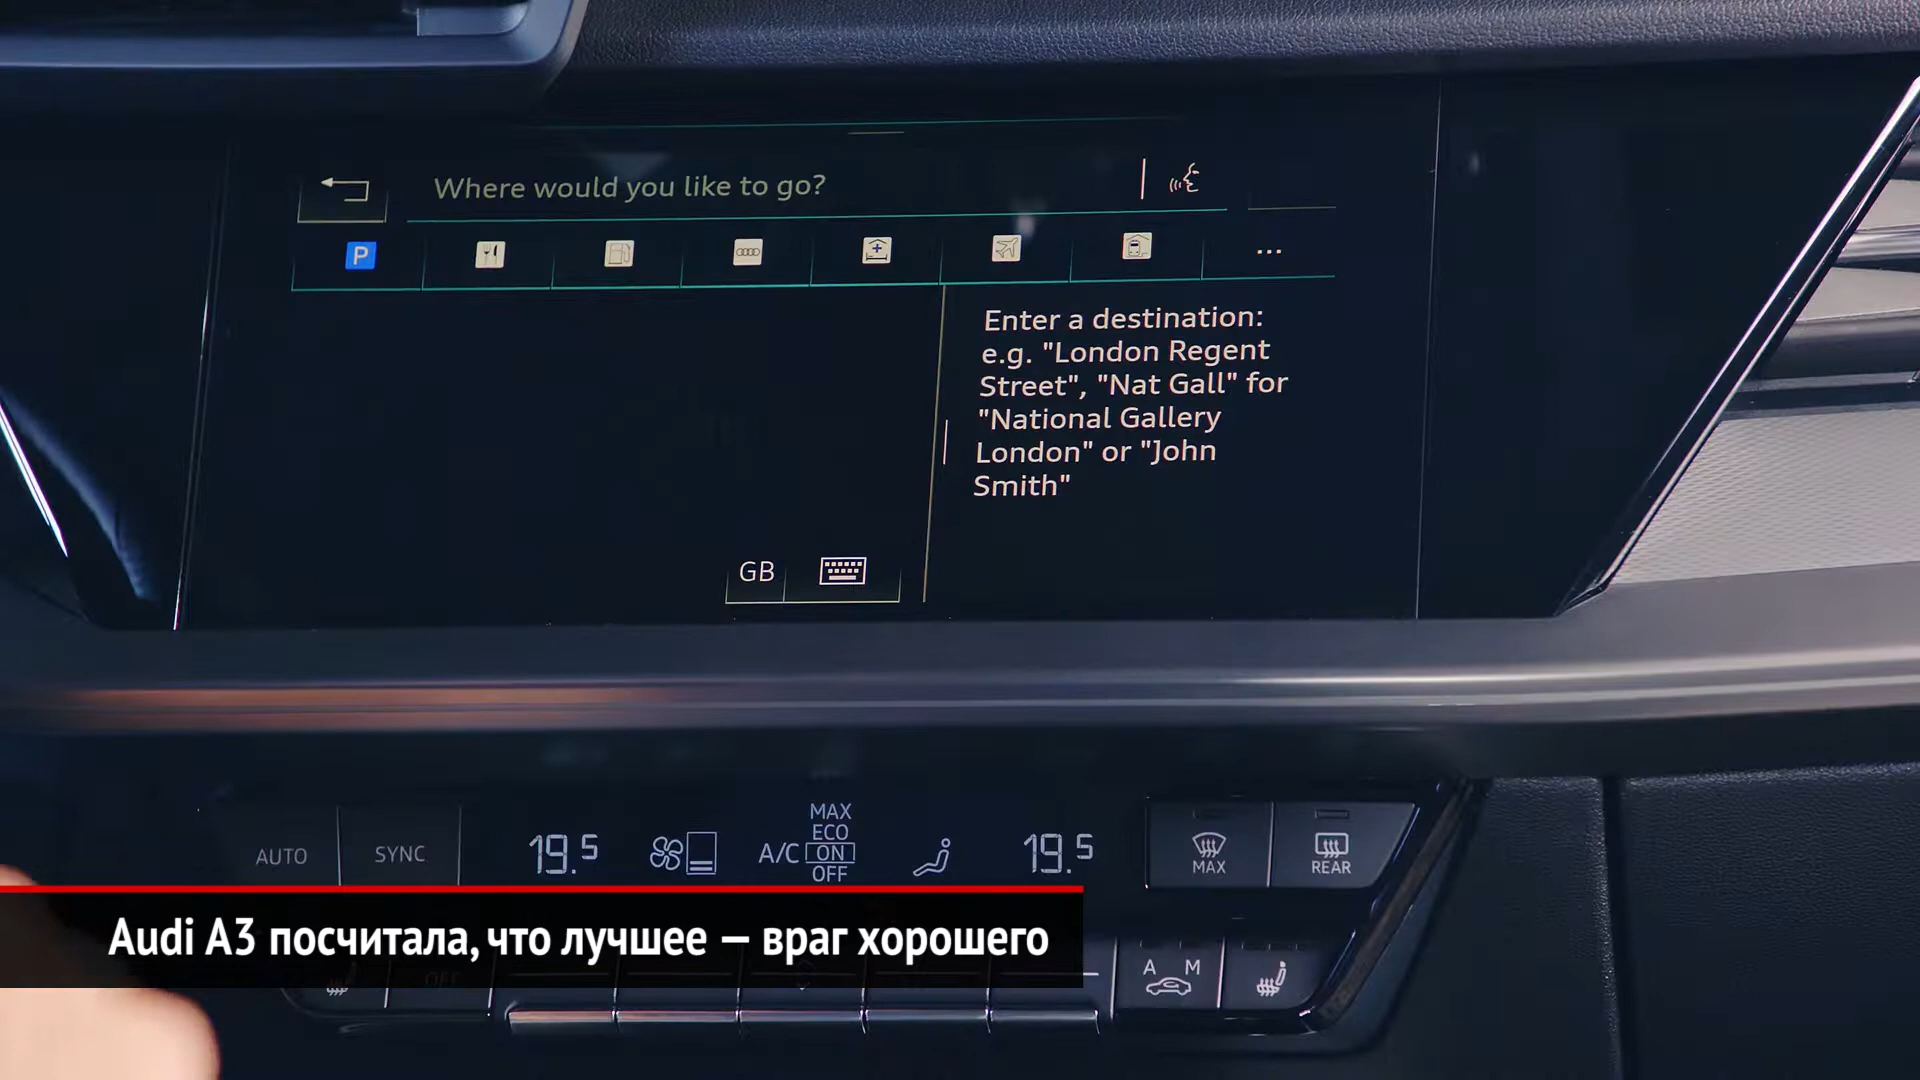 Where would you like to go?
P
...
Enter a destination:
e.g. "London Regent
Street", "Nat Gall" for
"National Gallery
London" or "John
Smith"
GB
AUTO
SYNC
19.5
A/C
MAX
ECO
ON
OFF
19.5
MAX
REAR
Audi A3 посчитала, что лучшее — враг хорошего
OFF
A M